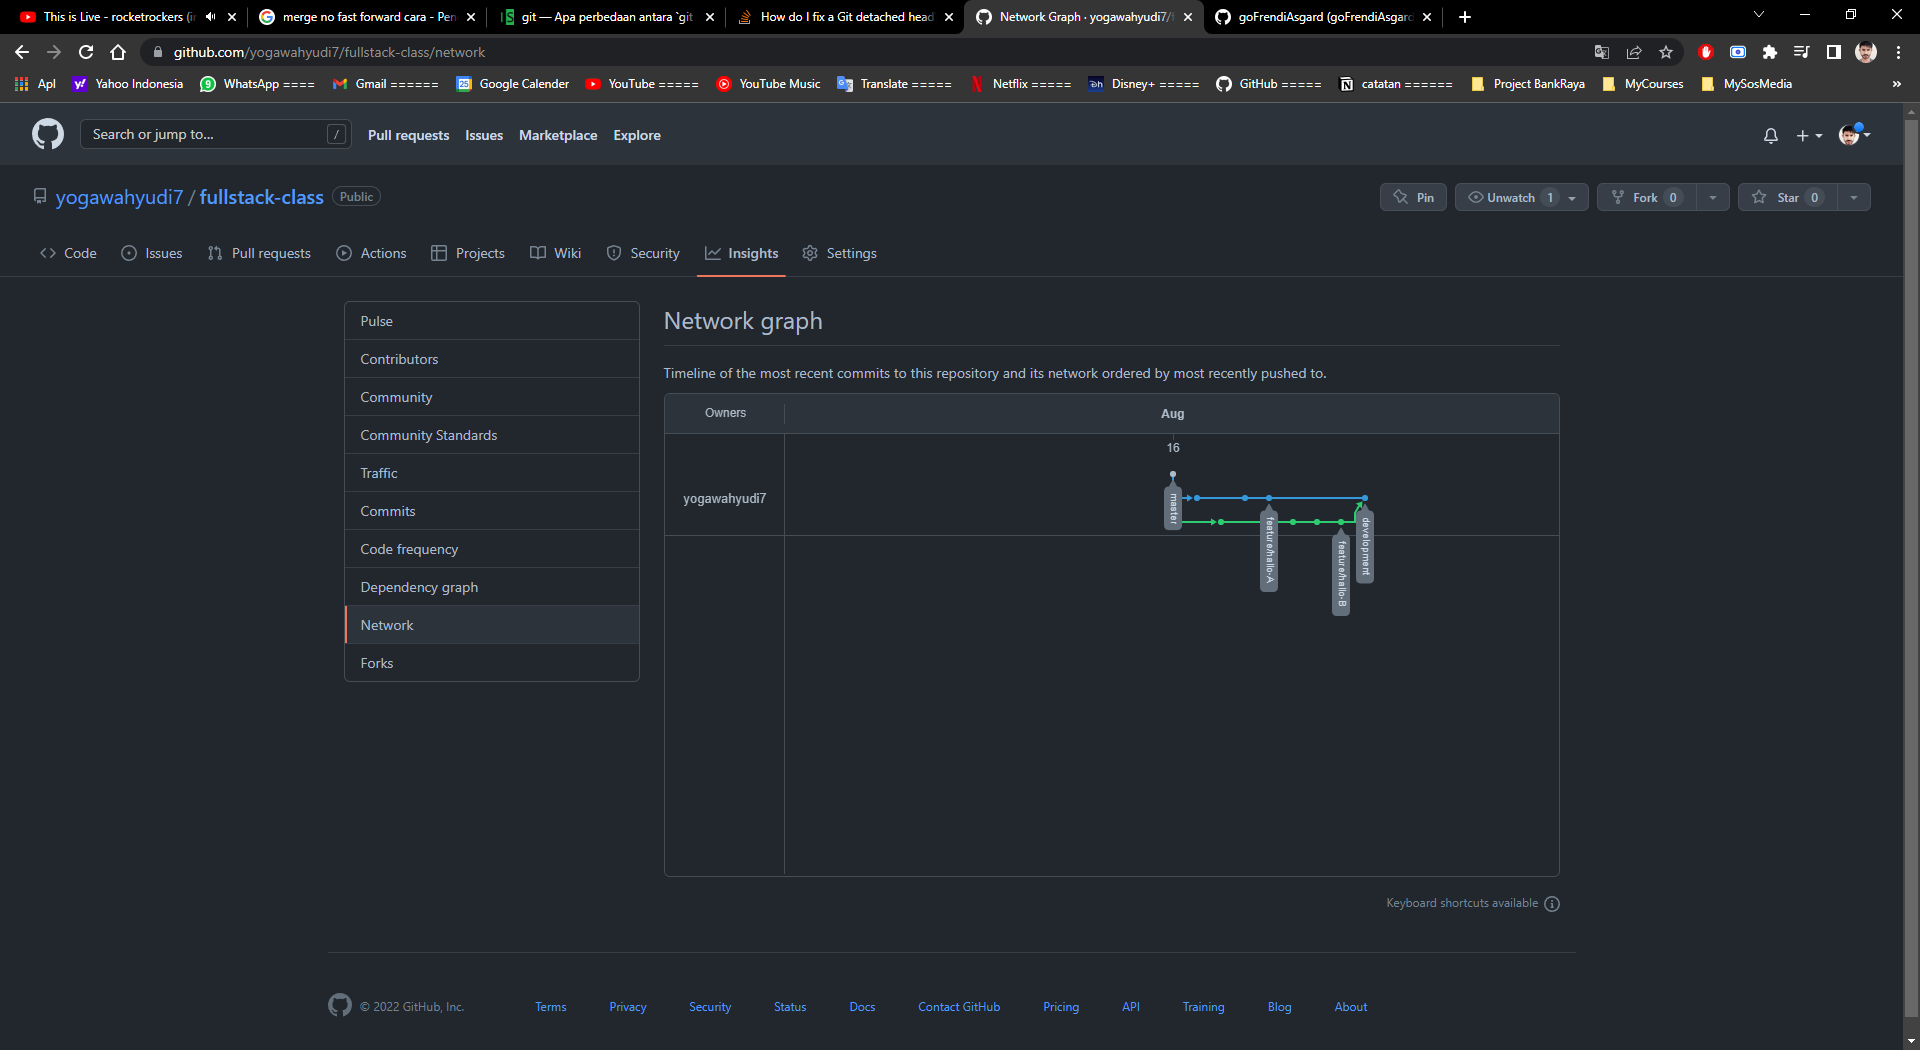 This is Live - rocketrockers (i
merge no fast forward cara - Pen
git — Apa perbedaan antara `git
How do I fix a Git detached head
Network Graph · yogawahyudi7/f
goFrendiAsgard (goFrendiAsgard
github.com/yogawahyudi7/fullstack-class/network
Apl
Yahoo Indonesia
WhatsApp ====
Gmail ======
Google Calender
YouTube =====
YouTube Music
Translate =====
Netflix =====
Disney+ =====
GitHub =====
catatan ======
Project BankRaya
MyCourses
MySosMedia
»
Search or jump to...
/
Pull requests
Issues
Marketplace
Explore
yogawahyudi7 / fullstack-class
Public
Pin
Unwatch 1
Fork 0
Star 0
Code
Issues
Pull requests
Actions
Projects
Wiki
Security
Insights
Settings
Pulse
Contributors
Community
Community Standards
Traffic
Commits
Code frequency
Dependency graph
Network
Forks
Network graph
Timeline of the most recent commits to this repository and its network ordered by most recently pushed to.
Owners
Aug
16
yogawahyudi7
master
feature/hallo-A
feature/hallo-B
development
Keyboard shortcuts available
© 2022 GitHub, Inc.
Terms
Privacy
Security
Status
Docs
Contact GitHub
Pricing
API
Training
Blog
About